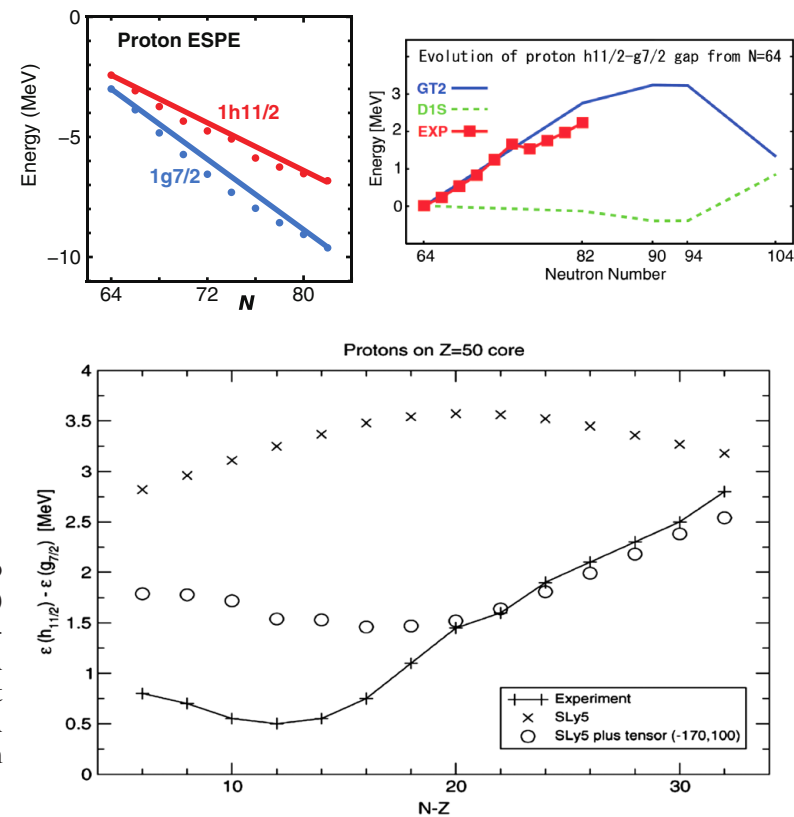 0
−5
−10
Energy (MeV)
Proton ESPE
1h11/2
1g7/2
64
72
80
N
Evolution of proton h11/2-g7/2 gap from N=64
GT2
D1S
EXP
3
2
1
0
Energy [MeV]
64
82
90
94
104
Neutron Number
Protons on Z=50 core
4
3.5
3
2.5
2
1.5
1
0.5
0
ε (h11/2) - ε (g7/2) [MeV]
Experiment
SLy5
SLy5 plus tensor (-170,100)
10
20
30
N-Z